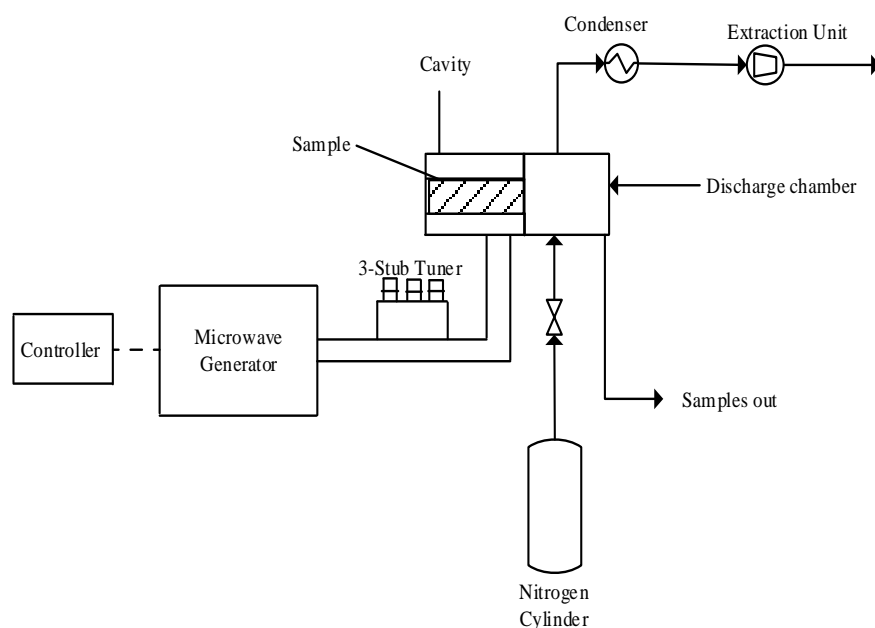 Condenser
Extraction Unit
Cavity
Sample
Discharge chamber
3-Stub Tuner
Controller
Microwave
Generator
Samples out
Nitrogen
Cylinder